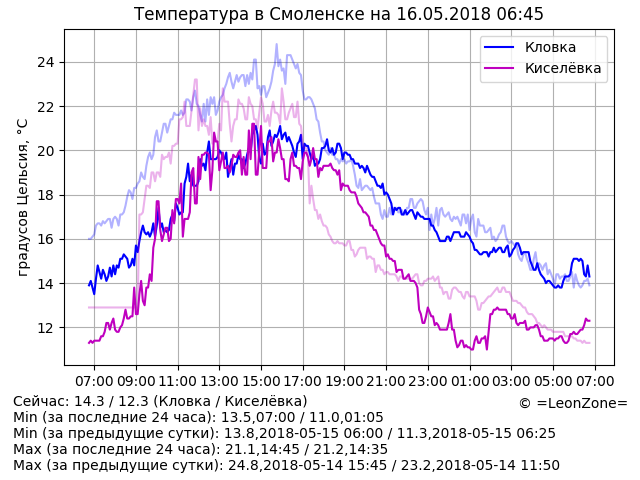 Температура в Смоленске на 16.05.2018 06:45
Кловка
Киселёвка
градусов Цельсия, °C
24
22
20
18
16
14
12
07:00 09:00 11:00 13:00 15:00 17:00 19:00 21:00 23:00 01:00 03:00 05:00 07:00
Сейчас: 14.3 / 12.3 (Кловка / Киселёвка)
© =LeonZone=
Min (за последние 24 часа): 13.5,07:00 / 11.0,01:05
Min (за предыдущие сутки): 13.8,2018-05-15 06:00 / 11.3,2018-05-15 06:25
Max (за последние 24 часа): 21.1,14:45 / 21.2,14:35
Max (за предыдущие сутки): 24.8,2018-05-14 15:45 / 23.2,2018-05-14 11:50